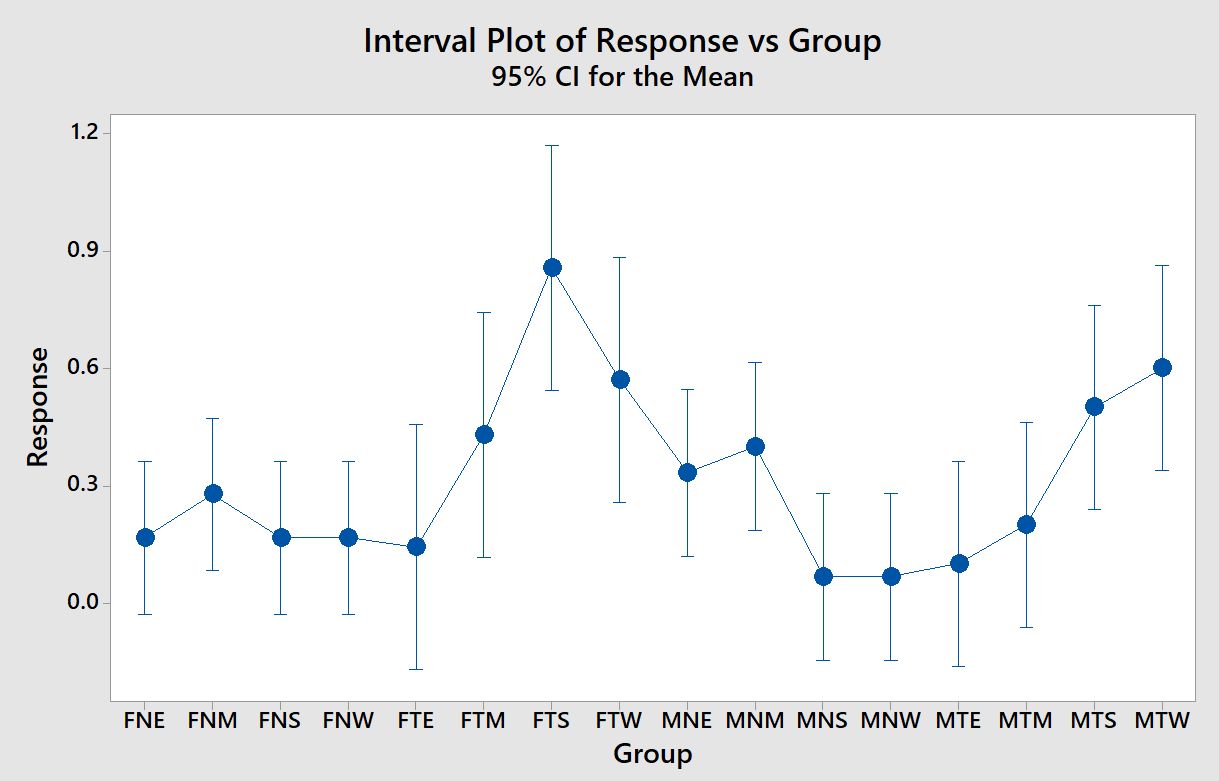 Interval Plot of Response vs Group
95% CI for the Mean
1.2
0.9
0.6
0.3
0.0
Response
FNE FNM FNS FNW FTE FTM FTS FTW MNE MNM MNS MNW MTE MTM MTS MTW
Group